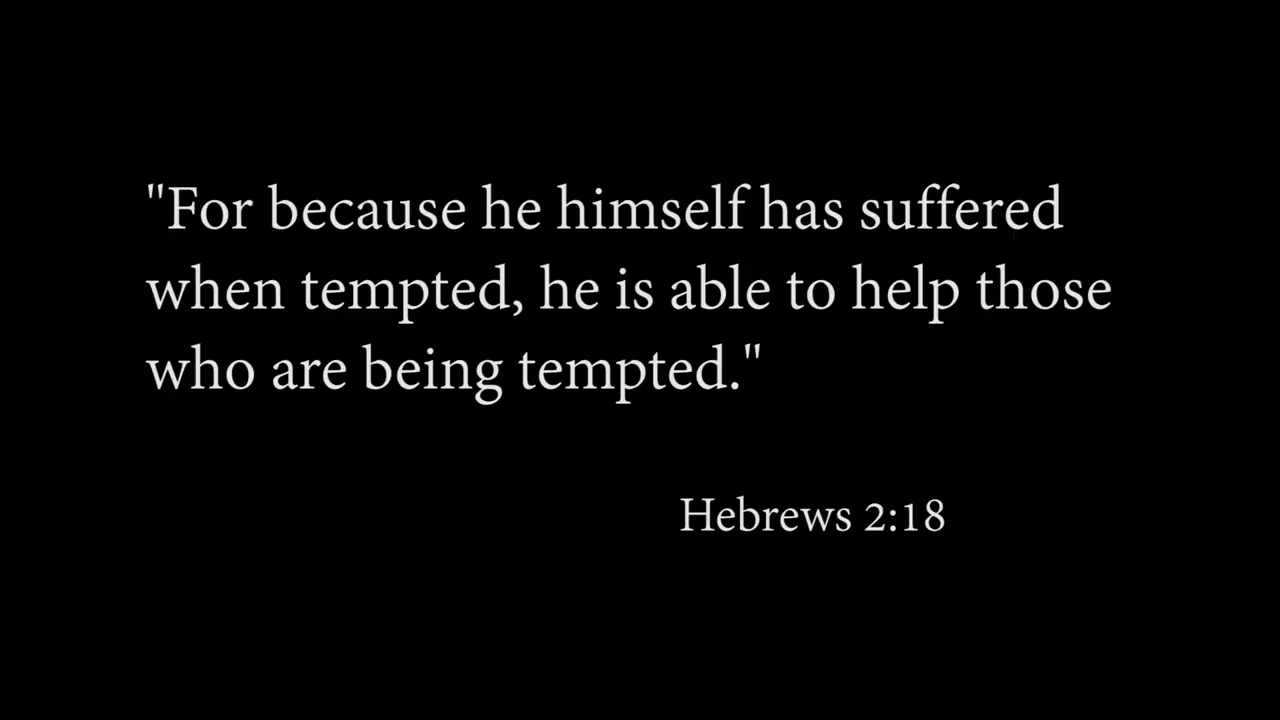 "For because he himself has suffered
when tempted, he is able to help those
who are being tempted."
Hebrews 2:18